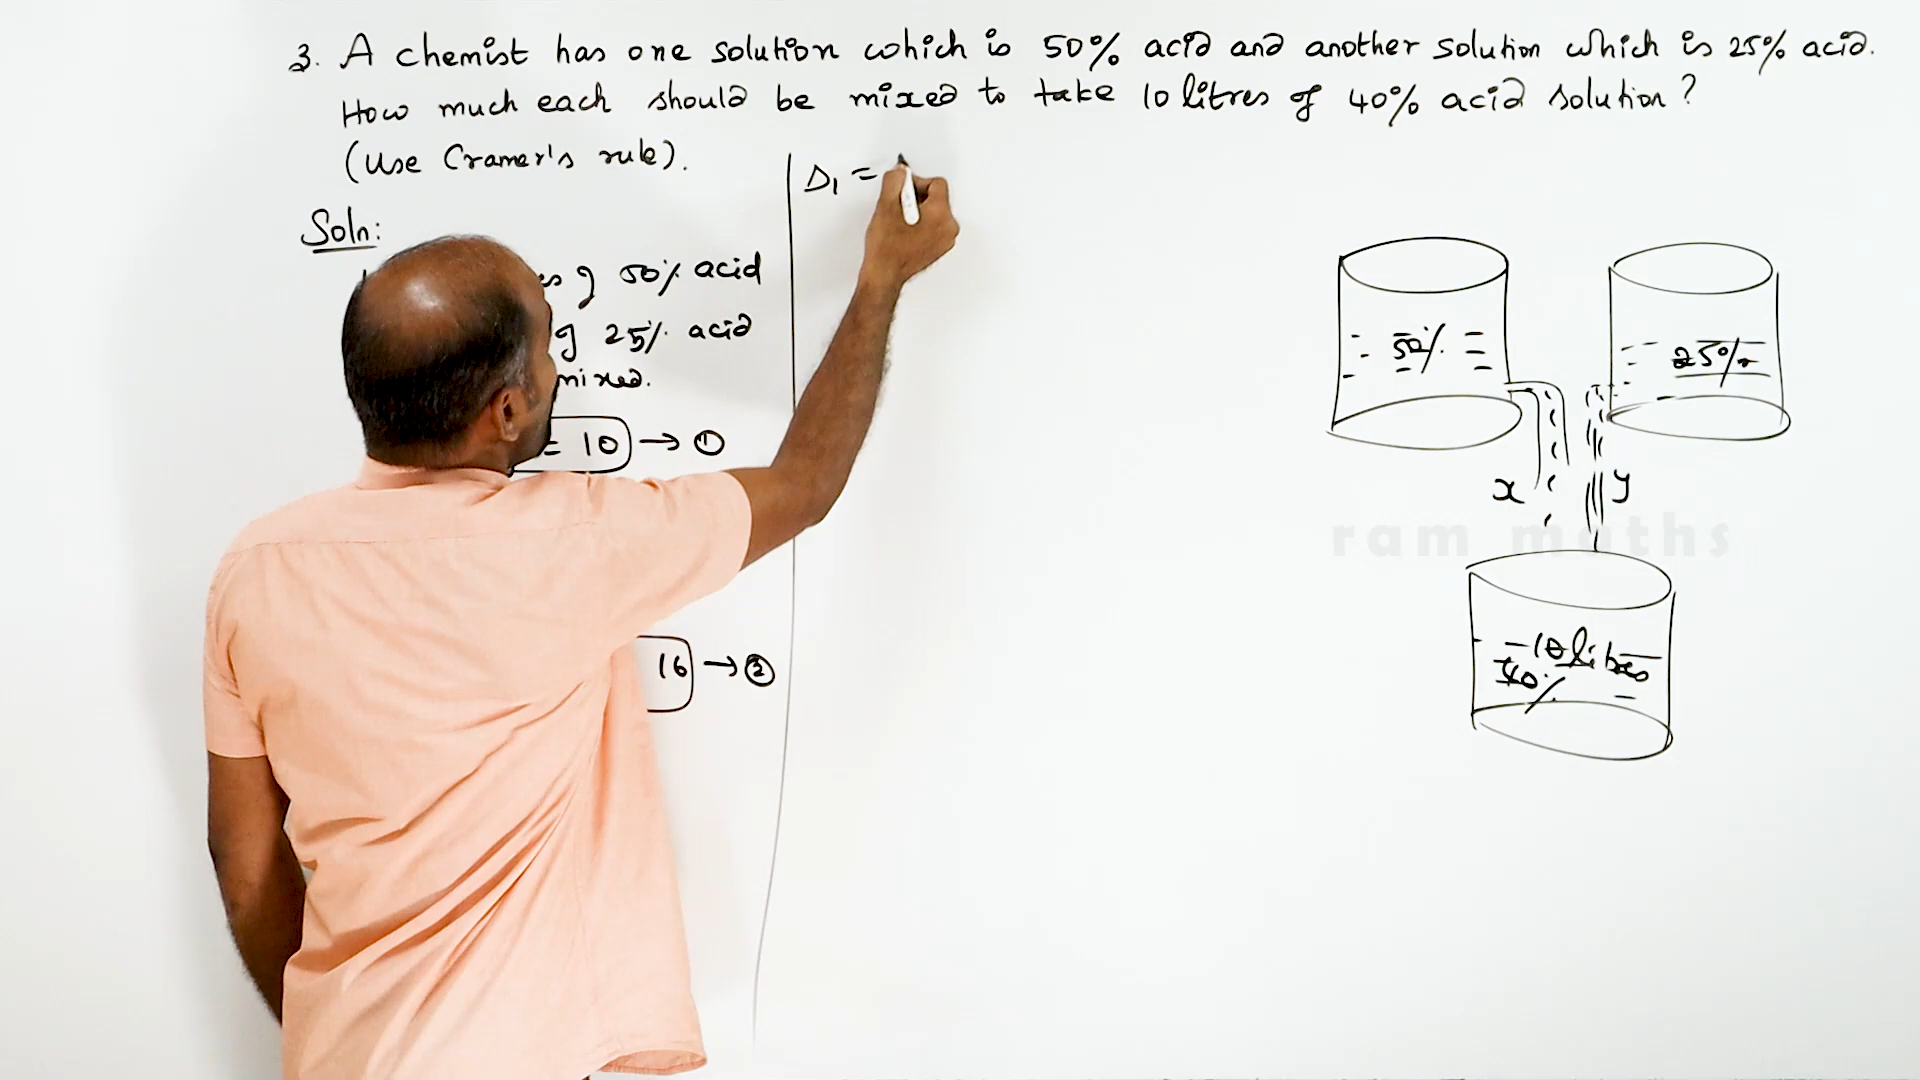 3. A chemist has one solution which is 50% acid and another solution which is 25% acid.
How much each should be mixed to take 10 litres of 40% acid solution?
(Use Cramer's rule).
Soln:
50% acid
25% acid
mixed.
= 10 → ①
16 → ②
Δ₁ =
50%
25%
x
y
10 litres
40%
ram maths